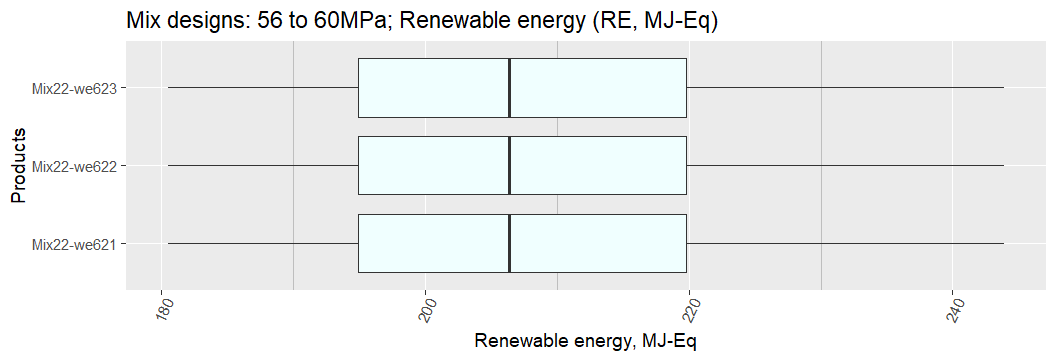 Mix designs: 56 to 60MPa; Renewable energy (RE, MJ-Eq)
Products
Mix22-we623
Mix22-we622
Mix22-we621
180
200
220
240
Renewable energy, MJ-Eq